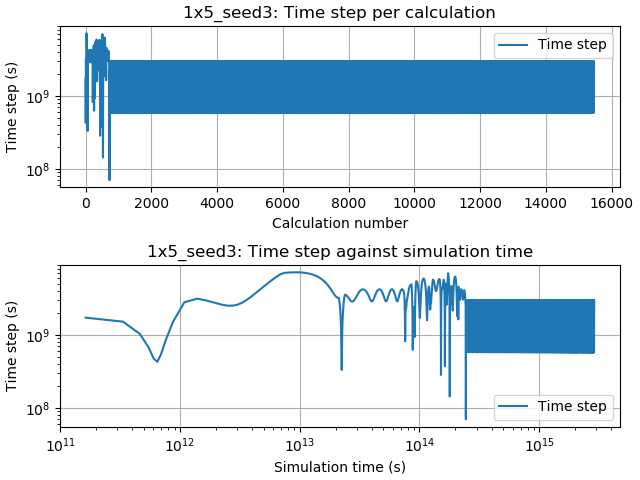 1x5_seed3: Time step per calculation
Time step (s)
10^9
10^8
Time step
0 2000 4000 6000 8000 10000 12000 14000 16000
Calculation number
1x5_seed3: Time step against simulation time
Time step (s)
10^9
10^8
Time step
10^11 10^12 10^13 10^14 10^15
Simulation time (s)